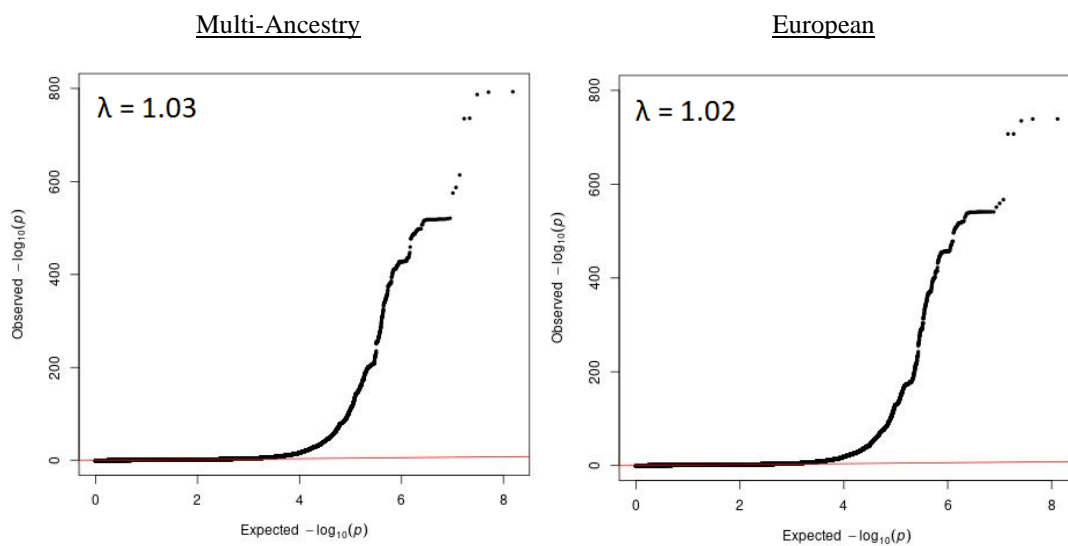 Multi-Ancestry
European
λ = 1.03
Observed −log10(p)
0 200 400 600 800
0 2 4 6 8
Expected −log10(p)
λ = 1.02
Observed −log10(p)
0 200 400 600 800
0 2 4 6 8
Expected −log10(p)